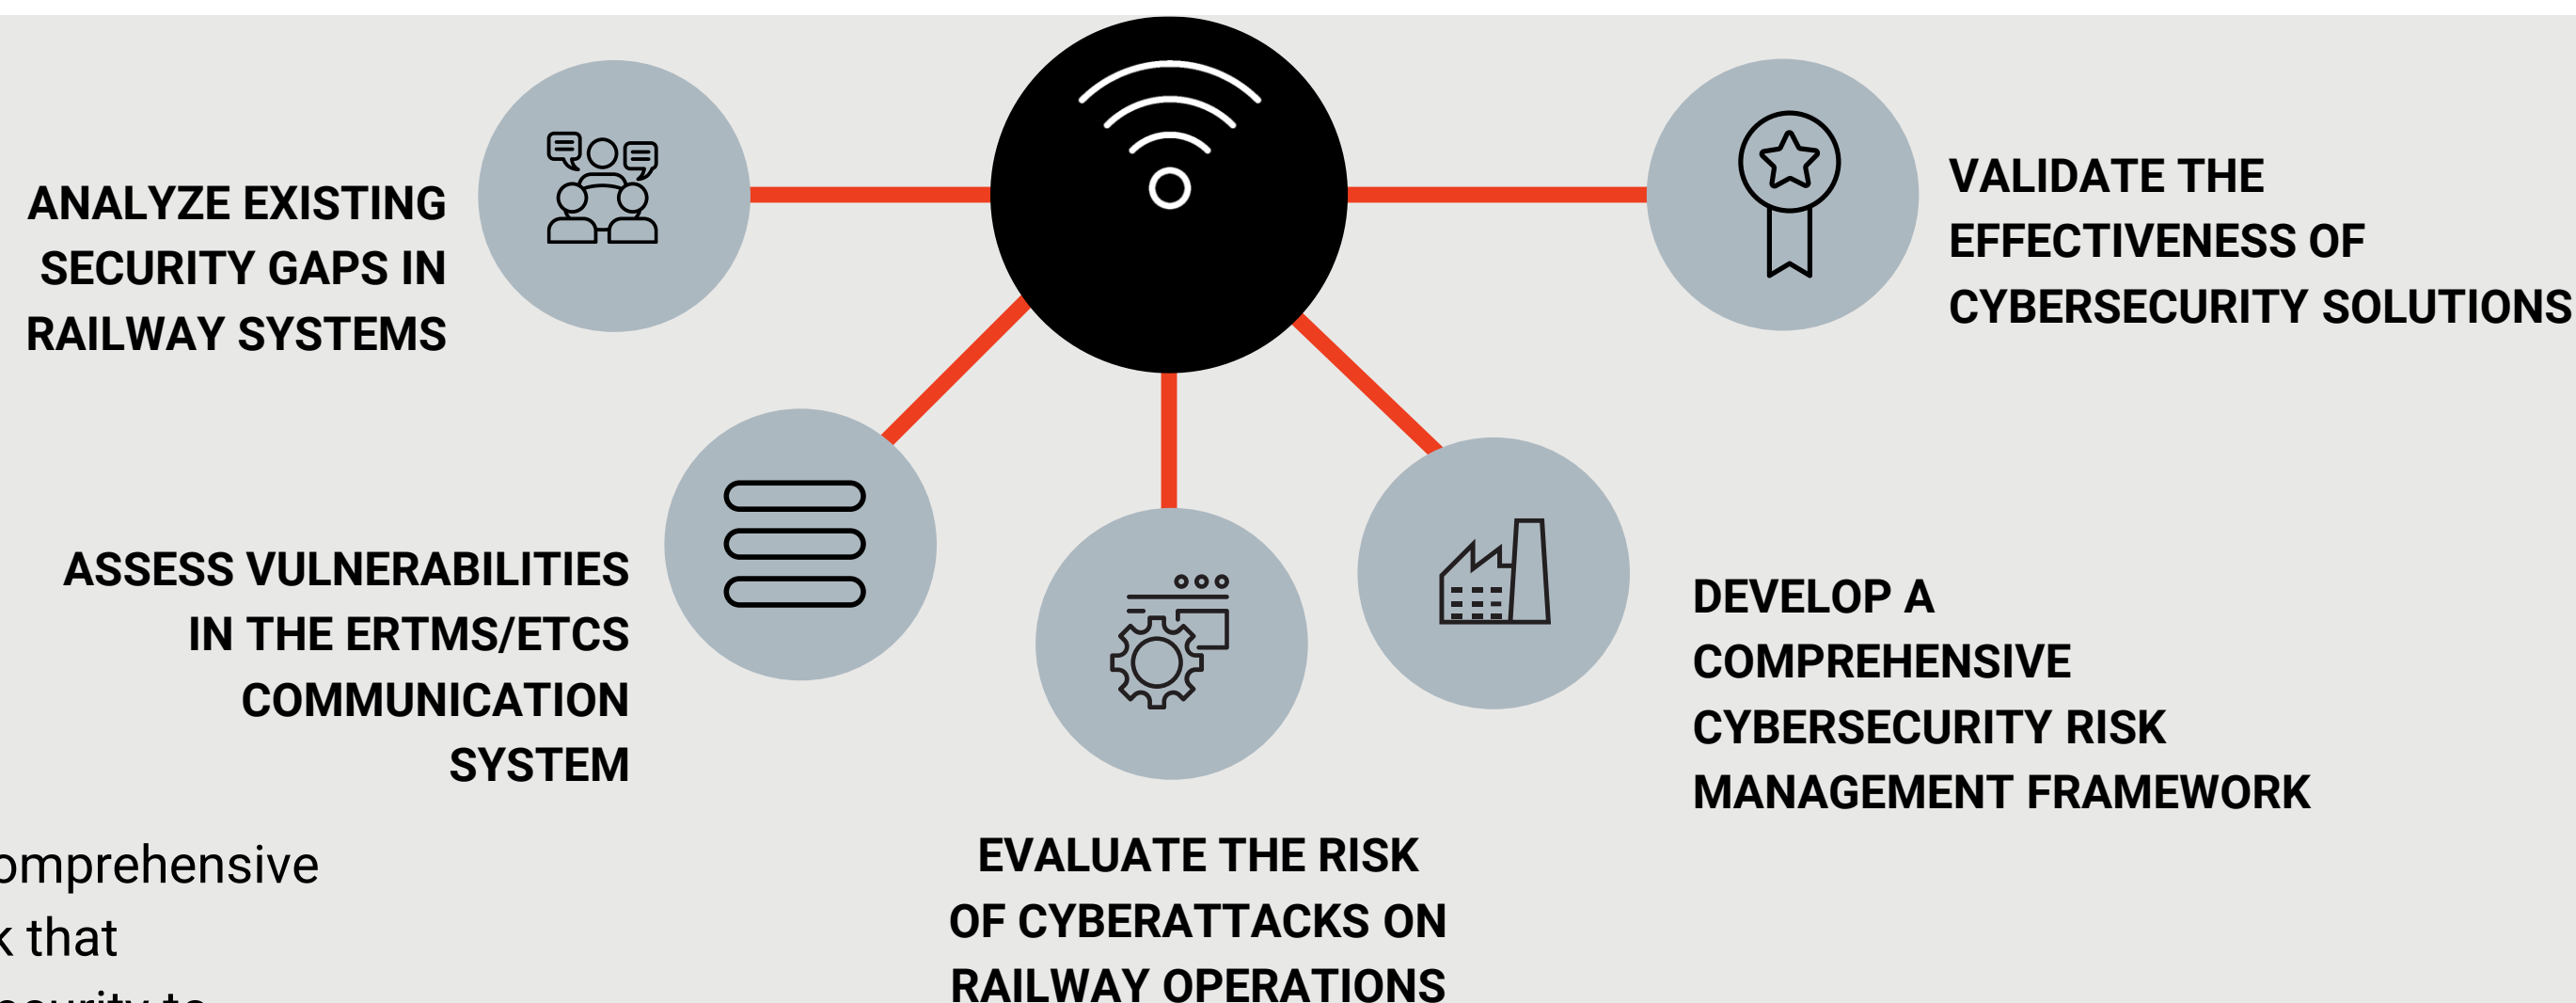 ANALYZE EXISTING
SECURITY GAPS IN
RAILWAY SYSTEMS
VALIDATE THE
EFFECTIVENESS OF
CYBERSECURITY SOLUTIONS
ASSESS VULNERABILITIES
IN THE ERTMS/ETCS
COMMUNICATION
SYSTEM
DEVELOP A
COMPREHENSIVE
CYBERSECURITY RISK
MANAGEMENT FRAMEWORK
EVALUATE THE RISK
OF CYBERATTACKS ON
RAILWAY OPERATIONS
omprehensive
k that